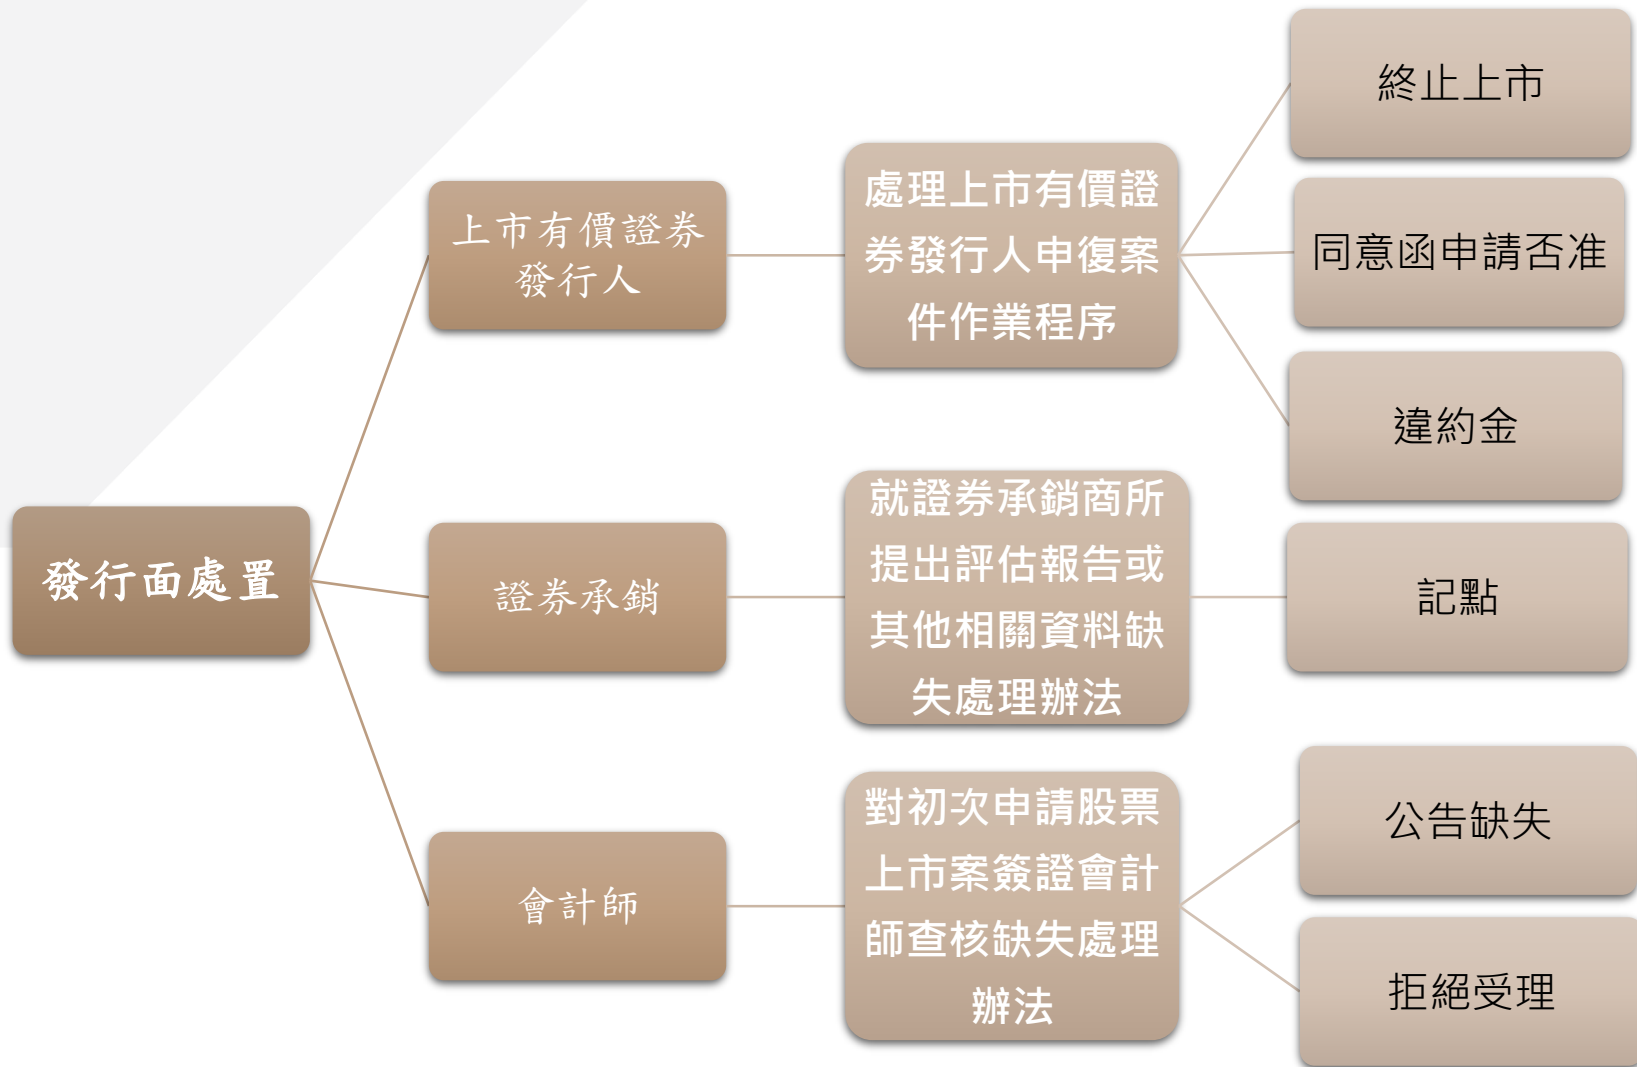 發行面處置
上市有價證券
發行人
處理上市有價證
券發行人申復案
件作業程序
終止上市
同意函申請否准
違約金
證券承銷
就證券承銷商所
提出評估報告或
其他相關資料缺
失處理辦法
記點
會計師
對初次申請股票
上市案簽證會計
師查核缺失處理
辦法
公告缺失
拒絕受理